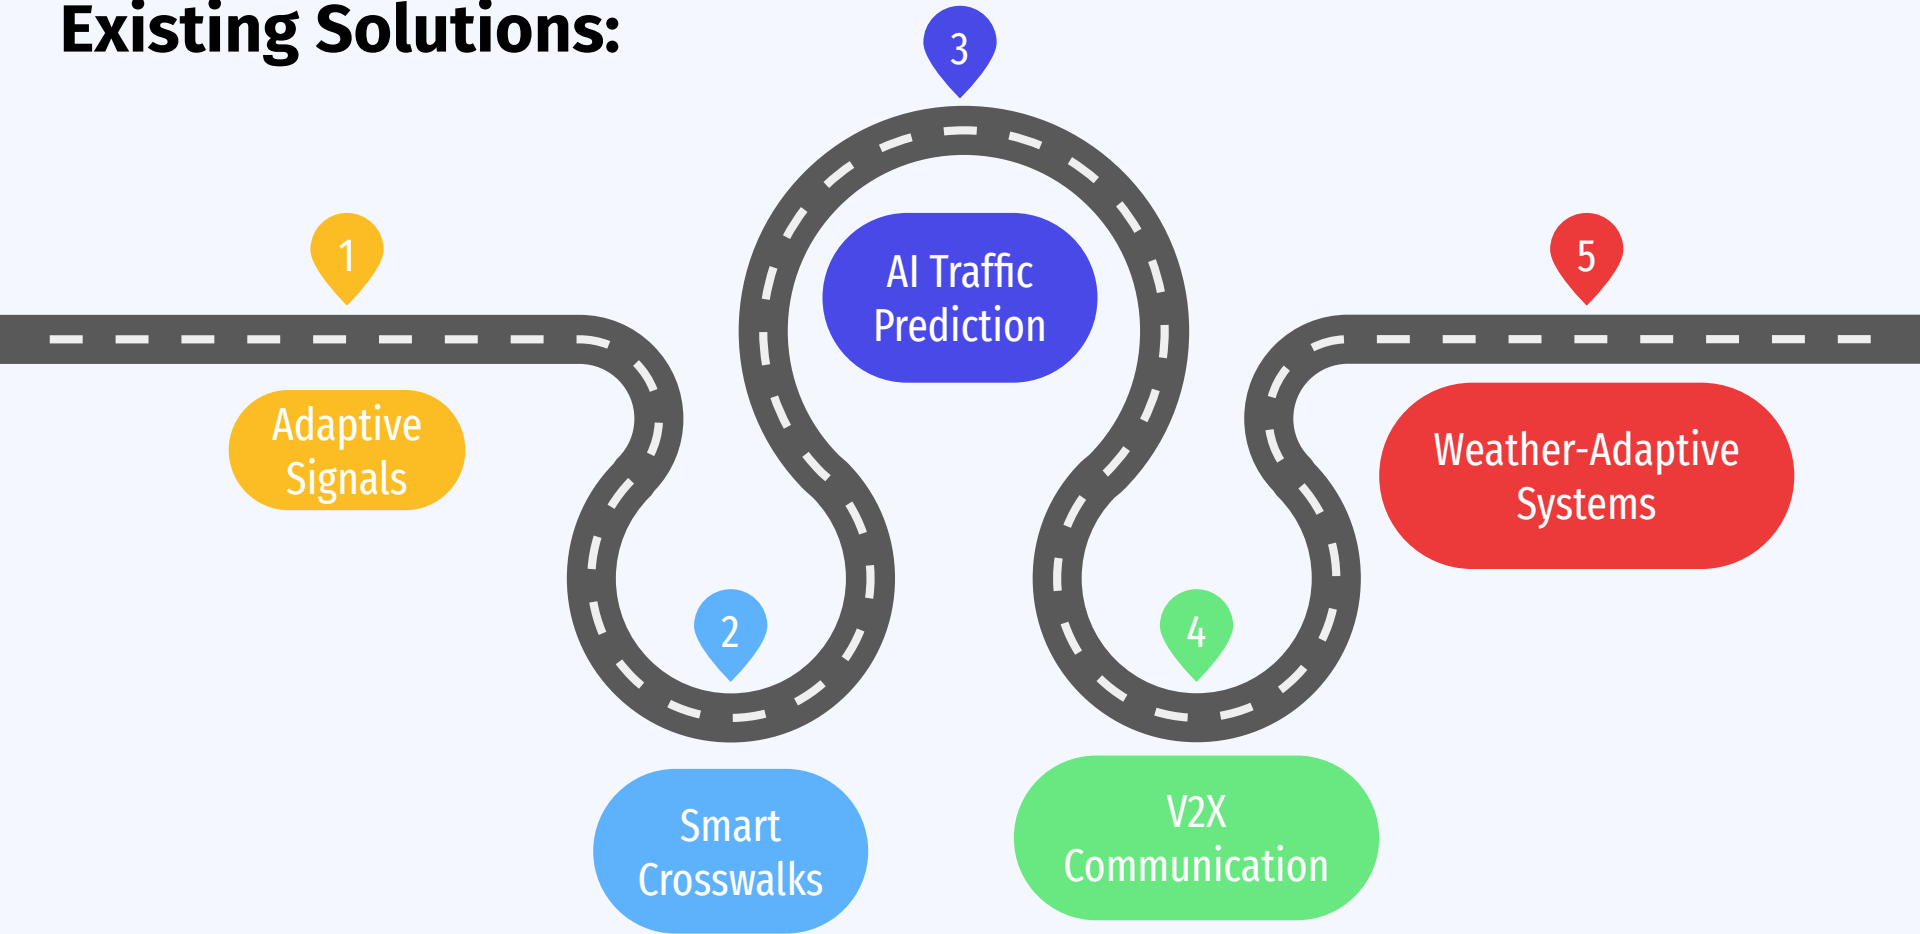 Existing Solutions:
1
Adaptive
Signals
2
Smart
Crosswalks
3
AI Traffic
Prediction
4
V2X
Communication
5
Weather-Adaptive
Systems